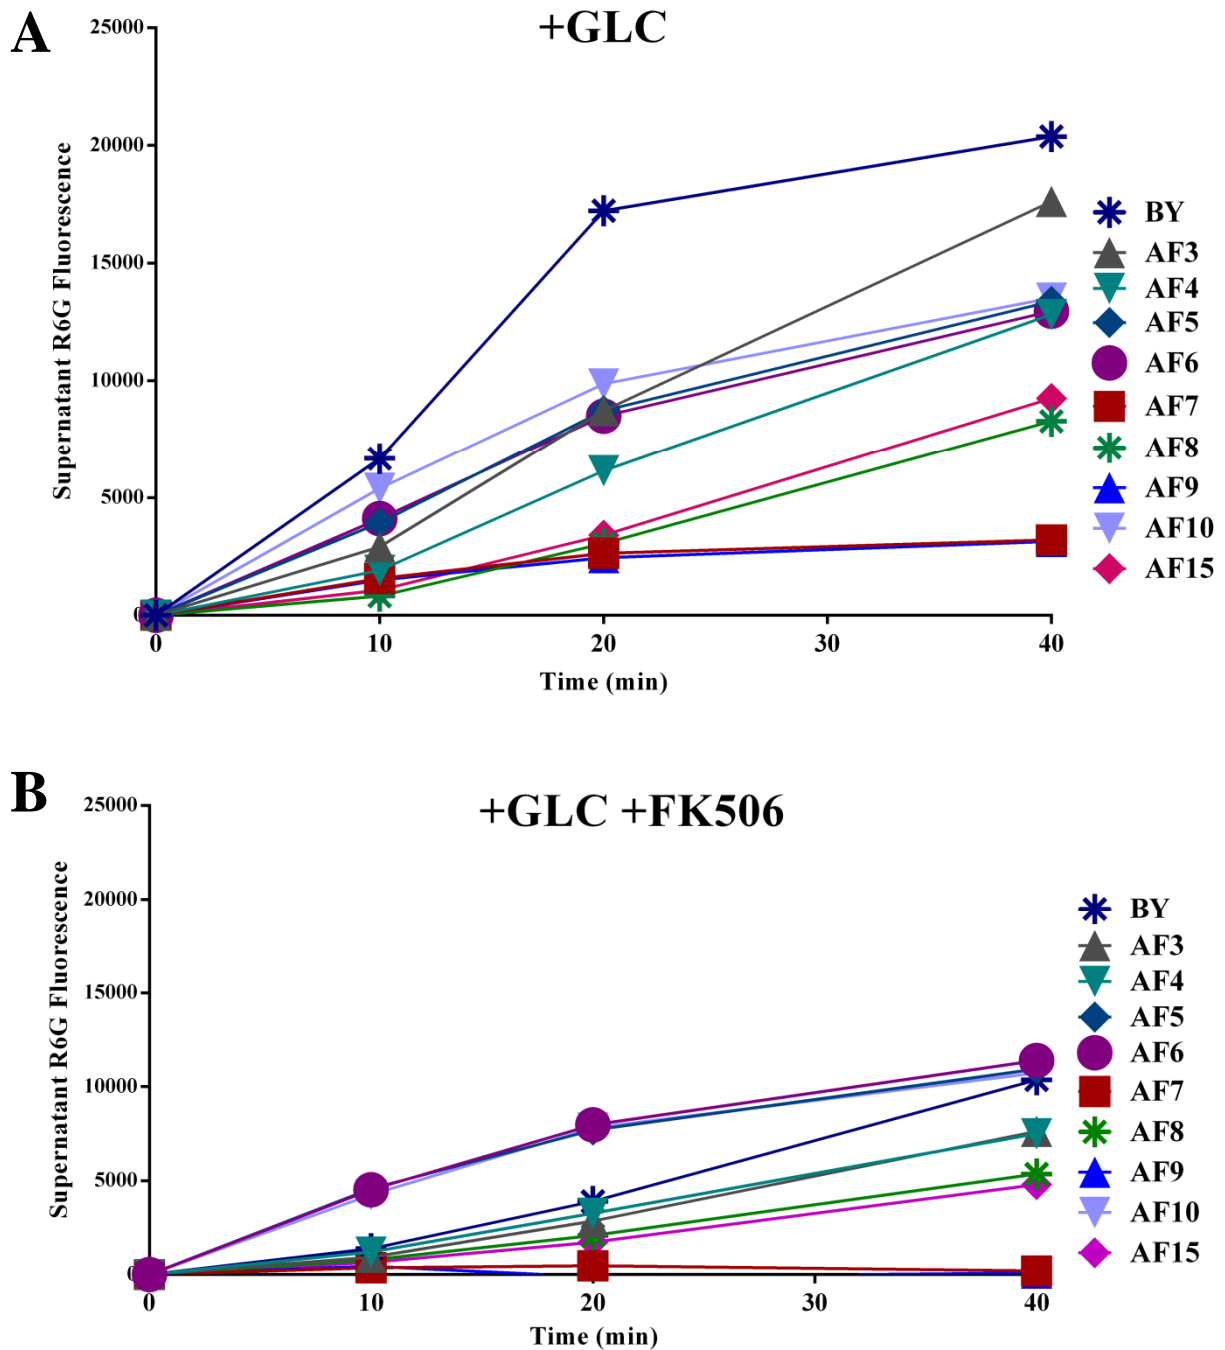 A
+GLC
25000
20000
15000
10000
5000
0
Supernatant R6G Fluorescence
0 10 20 30 40
Time (min)
BY
AF3
AF4
AF5
AF6
AF7
AF8
AF9
AF10
AF15
B
+GLC +FK506
25000
20000
15000
10000
5000
0
Supernatant R6G Fluorescence
0 10 20 30 40
Time (min)
BY
AF3
AF4
AF5
AF6
AF7
AF8
AF9
AF10
AF15